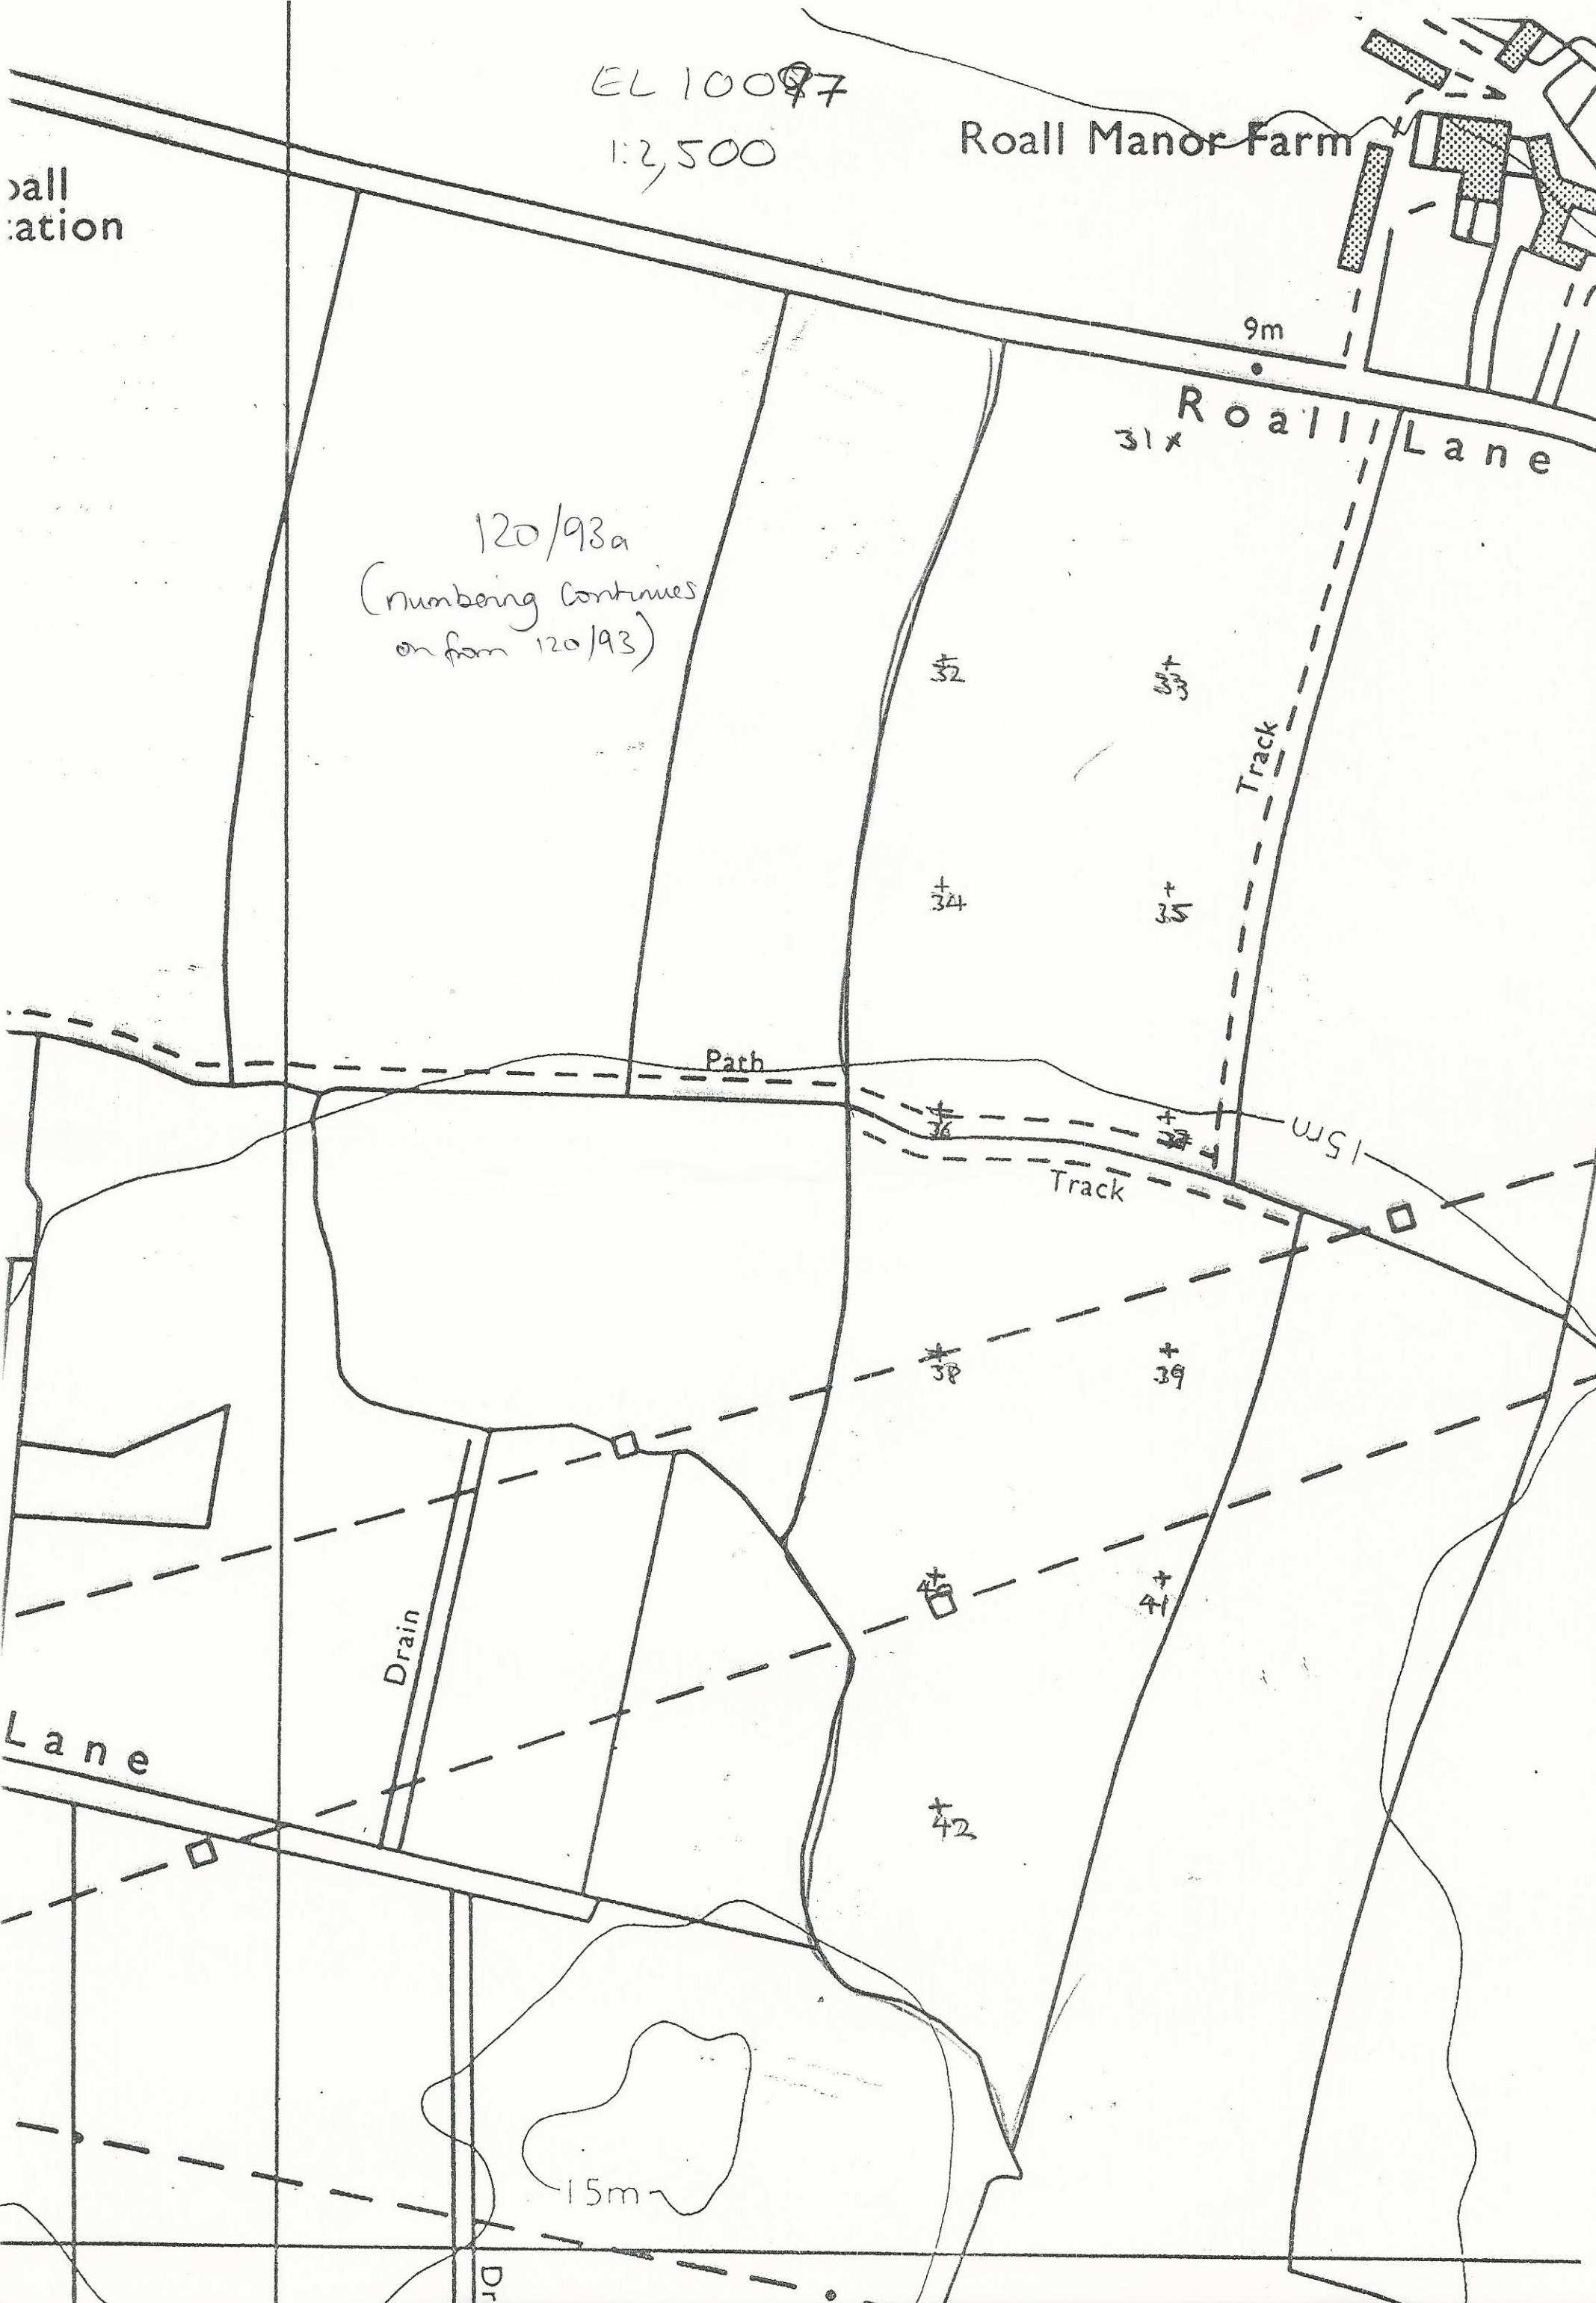 EL 10097
1:2,500
Roall Manor Farm
ation
9m
Roall Lane
31
120/93a
(numbering continues
on from 120/93)
32
33
Track
34
35
Path
36
37
15m
Track
38
39
40
41
Drain
Lane
42
15m
Dr